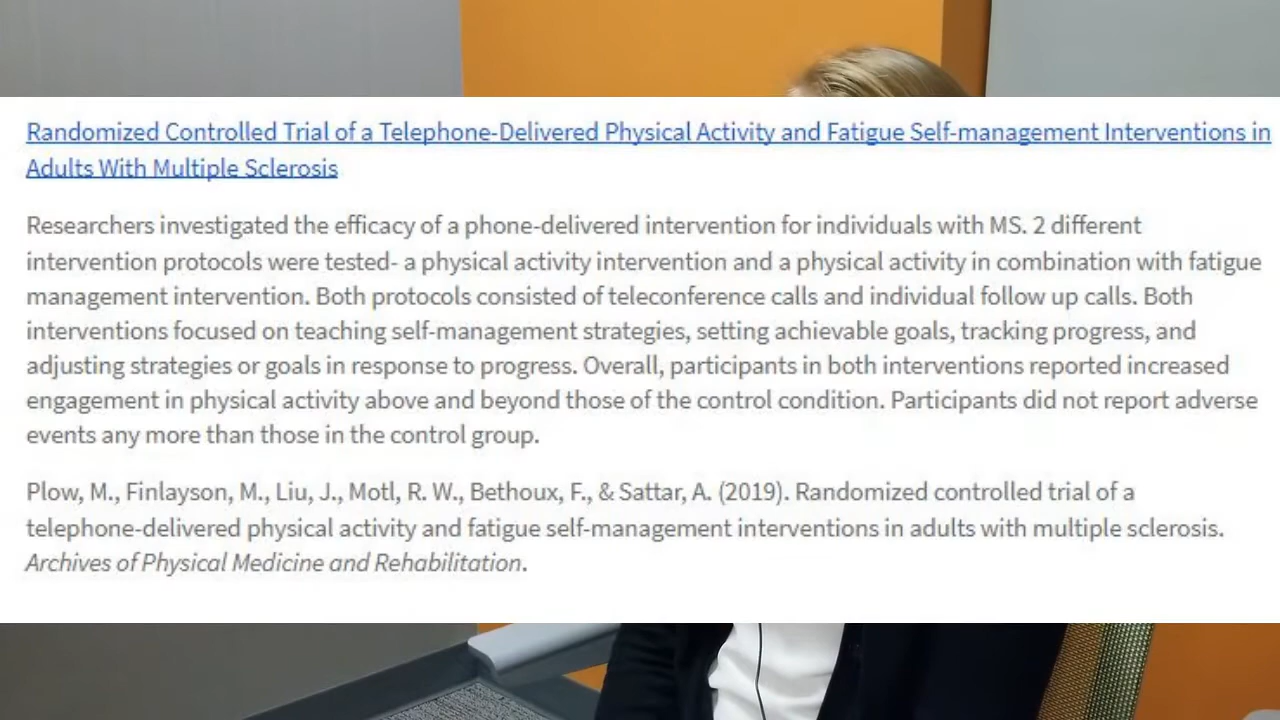 Randomized Controlled Trial of a Telephone-Delivered Physical Activity and Fatigue Self-management Interventions in
Adults With Multiple Sclerosis
Researchers investigated the efficacy of a phone-delivered intervention for individuals with MS. 2 different
intervention protocols were tested- a physical activity intervention and a physical activity in combination with fatigue
management intervention. Both protocols consisted of teleconference calls and individual follow up calls. Both
interventions focused on teaching self-management strategies, setting achievable goals, tracking progress, and
adjusting strategies or goals in response to progress. Overall, participants in both interventions reported increased
engagement in physical activity above and beyond those of the control condition. Participants did not report adverse
events any more than those in the control group.
Plow, M., Finlayson, M., Liu, J., Motl, R. W., Bethoux, F., & Sattar, A. (2019). Randomized controlled trial of a
telephone-delivered physical activity and fatigue self-management interventions in adults with multiple sclerosis.
Archives of Physical Medicine and Rehabilitation.